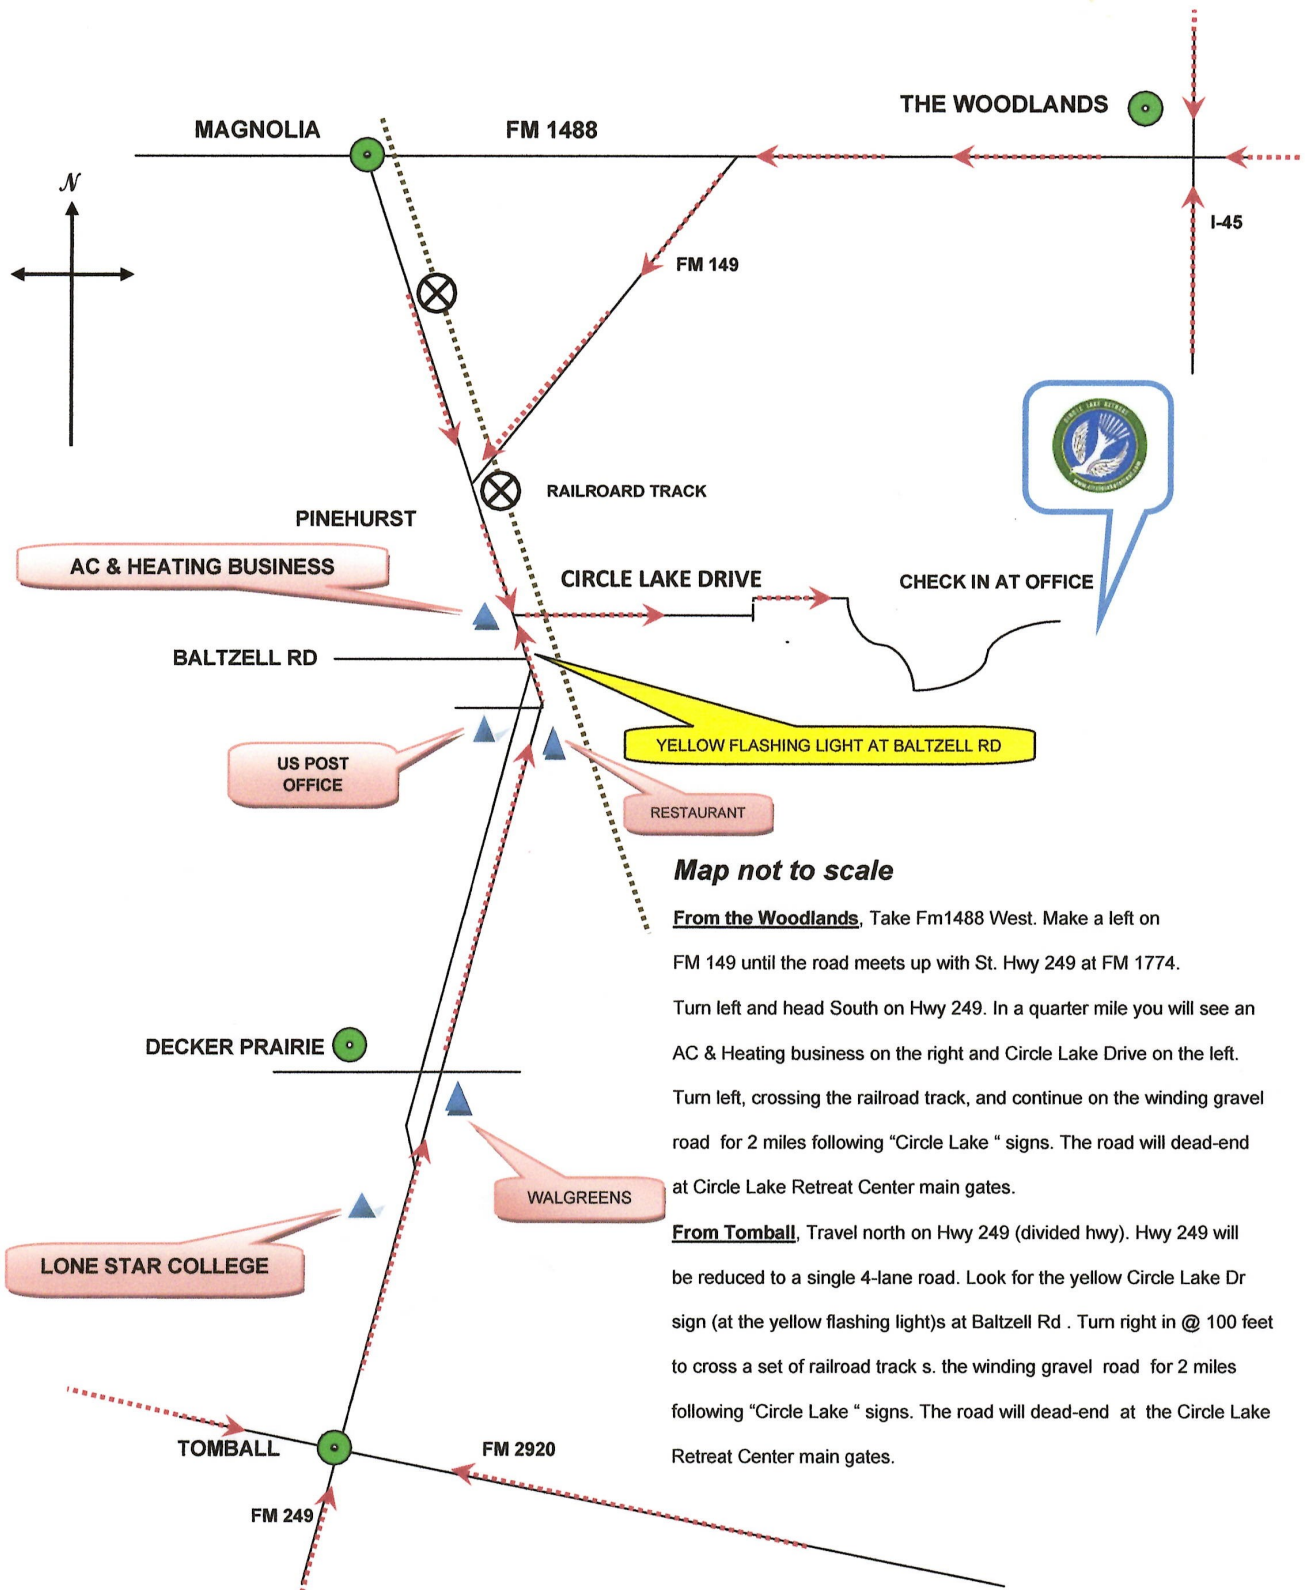 THE WOODLANDS
MAGNOLIA
FM 1488
N
I-45
FM 149
CIRCLE LAKE RETREAT
RAILROARD TRACK
PINEHURST
AC & HEATING BUSINESS
CIRCLE LAKE DRIVE
CHECK IN AT OFFICE
BALTZELL RD
YELLOW FLASHING LIGHT AT BALTZELL RD
US POST
OFFICE
RESTAURANT
Map not to scale
From the Woodlands, Take Fm1488 West. Make a left on
FM 149 until the road meets up with St. Hwy 249 at FM 1774.
Turn left and head South on Hwy 249. In a quarter mile you will see an
AC & Heating business on the right and Circle Lake Drive on the left.
Turn left, crossing the railroad track, and continue on the winding gravel
road for 2 miles following “Circle Lake “ signs. The road will dead-end
at Circle Lake Retreat Center main gates.
From Tomball, Travel north on Hwy 249 (divided hwy). Hwy 249 will
be reduced to a single 4-lane road. Look for the yellow Circle Lake Dr
sign (at the yellow flashing light)s at Baltzell Rd . Turn right in @ 100 feet
to cross a set of railroad track s. the winding gravel road for 2 miles
following “Circle Lake “ signs. The road will dead-end at the Circle Lake
Retreat Center main gates.
DECKER PRAIRIE
WALGREENS
LONE STAR COLLEGE
TOMBALL
FM 2920
FM 249